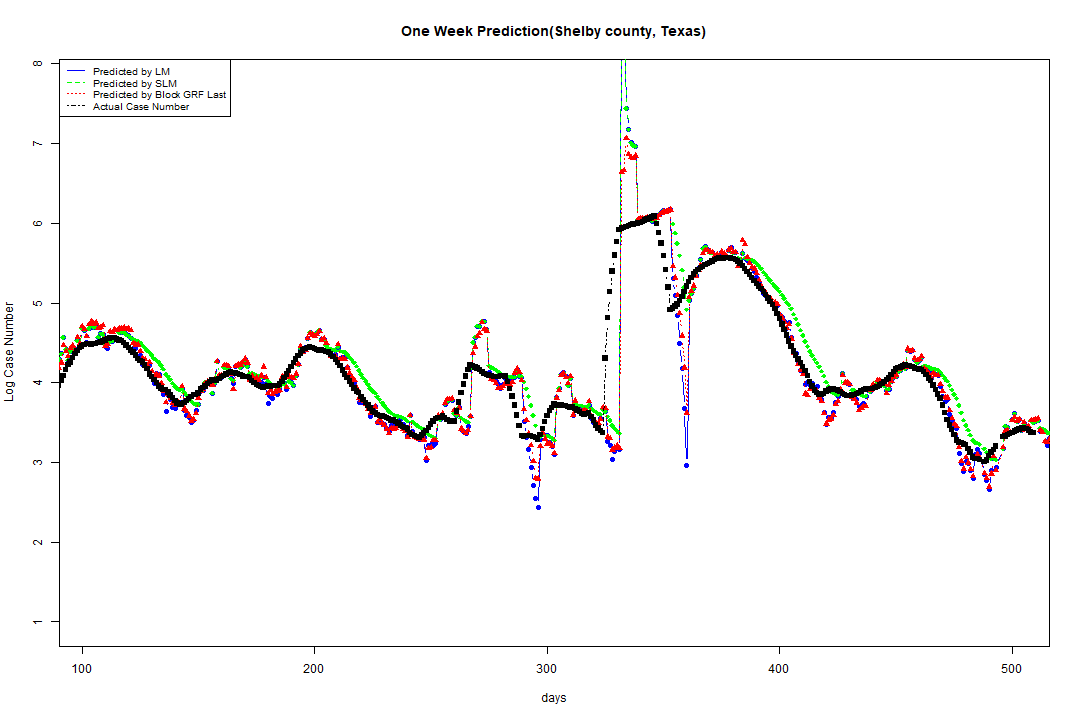 One Week Prediction(Shelby county, Texas)
Predicted by LM
Predicted by SLM
Predicted by Block GRF Last
Actual Case Number
8
7
6
5
4
3
2
1
Log Case Number
100 200 300 400 500
days